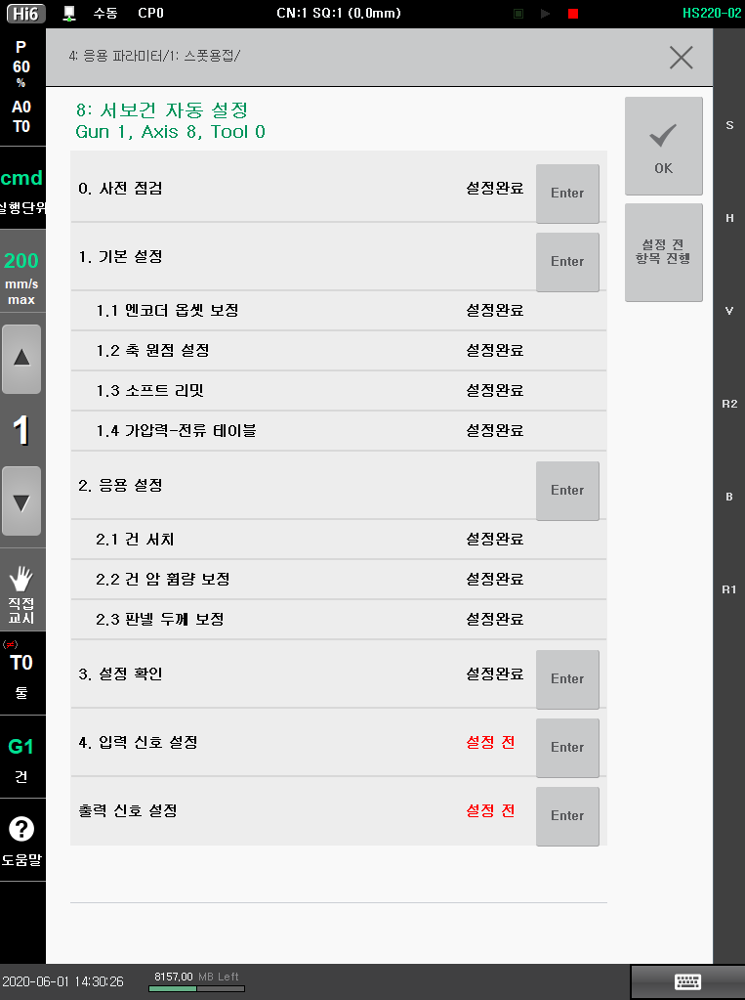 Hi6 수동 CP0 CN:1 SQ:1 (0.0mm) HS220-02
P
60
%
A0
T0
cmd
실행단위
200
mm/s
max
1
직접
교시
(≠)
T0
툴
G1
건
?
도움말
4: 응용 파라미터/1: 스폿용접/
8: 서보건 자동 설정
Gun 1, Axis 8, Tool 0
0. 사전 점검 설정완료 Enter
1. 기본 설정 Enter
1.1 엔코더 옵셋 보정 설정완료
1.2 축 원점 설정 설정완료
1.3 소프트 리밋 설정완료
1.4 가압력-전류 테이블 설정완료
2. 응용 설정 Enter
2.1 건 서치 설정완료
2.2 건 암 휨량 보정 설정완료
2.3 판넬 두께 보정 설정완료
3. 설정 확인 설정완료 Enter
4. 입력 신호 설정 설정 전 Enter
출력 신호 설정 설정 전 Enter
OK
설정 전
항목 진행
S
H
V
R2
B
R1
2020-06-01 14:30:26 8157.00 MB Left